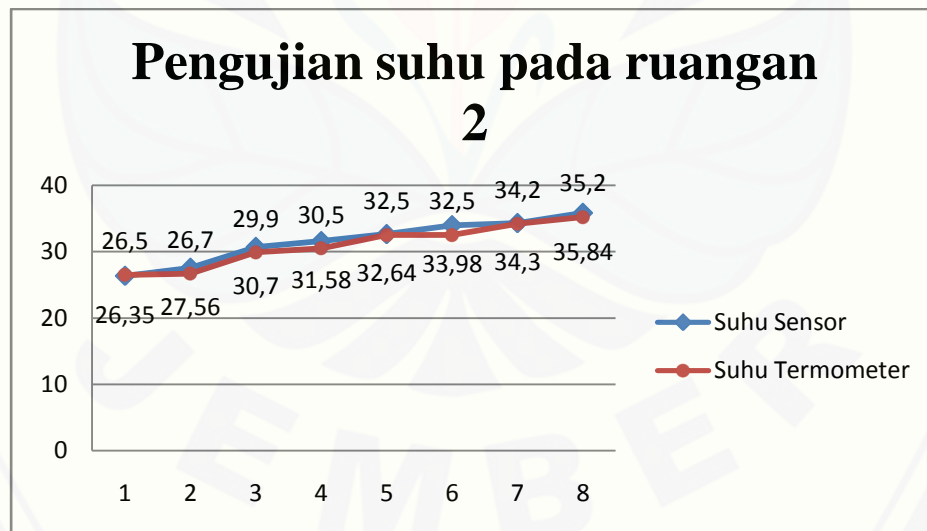 Pengujian suhu pada ruangan
2
40
30
20
10
0
26,5 26,7 29,9 30,5 32,5 32,5 34,2 35,2
26,35 27,56 30,7 31,58 32,64 33,98 34,3 35,84
1 2 3 4 5 6 7 8
Suhu Sensor
Suhu Termometer
JEMBER